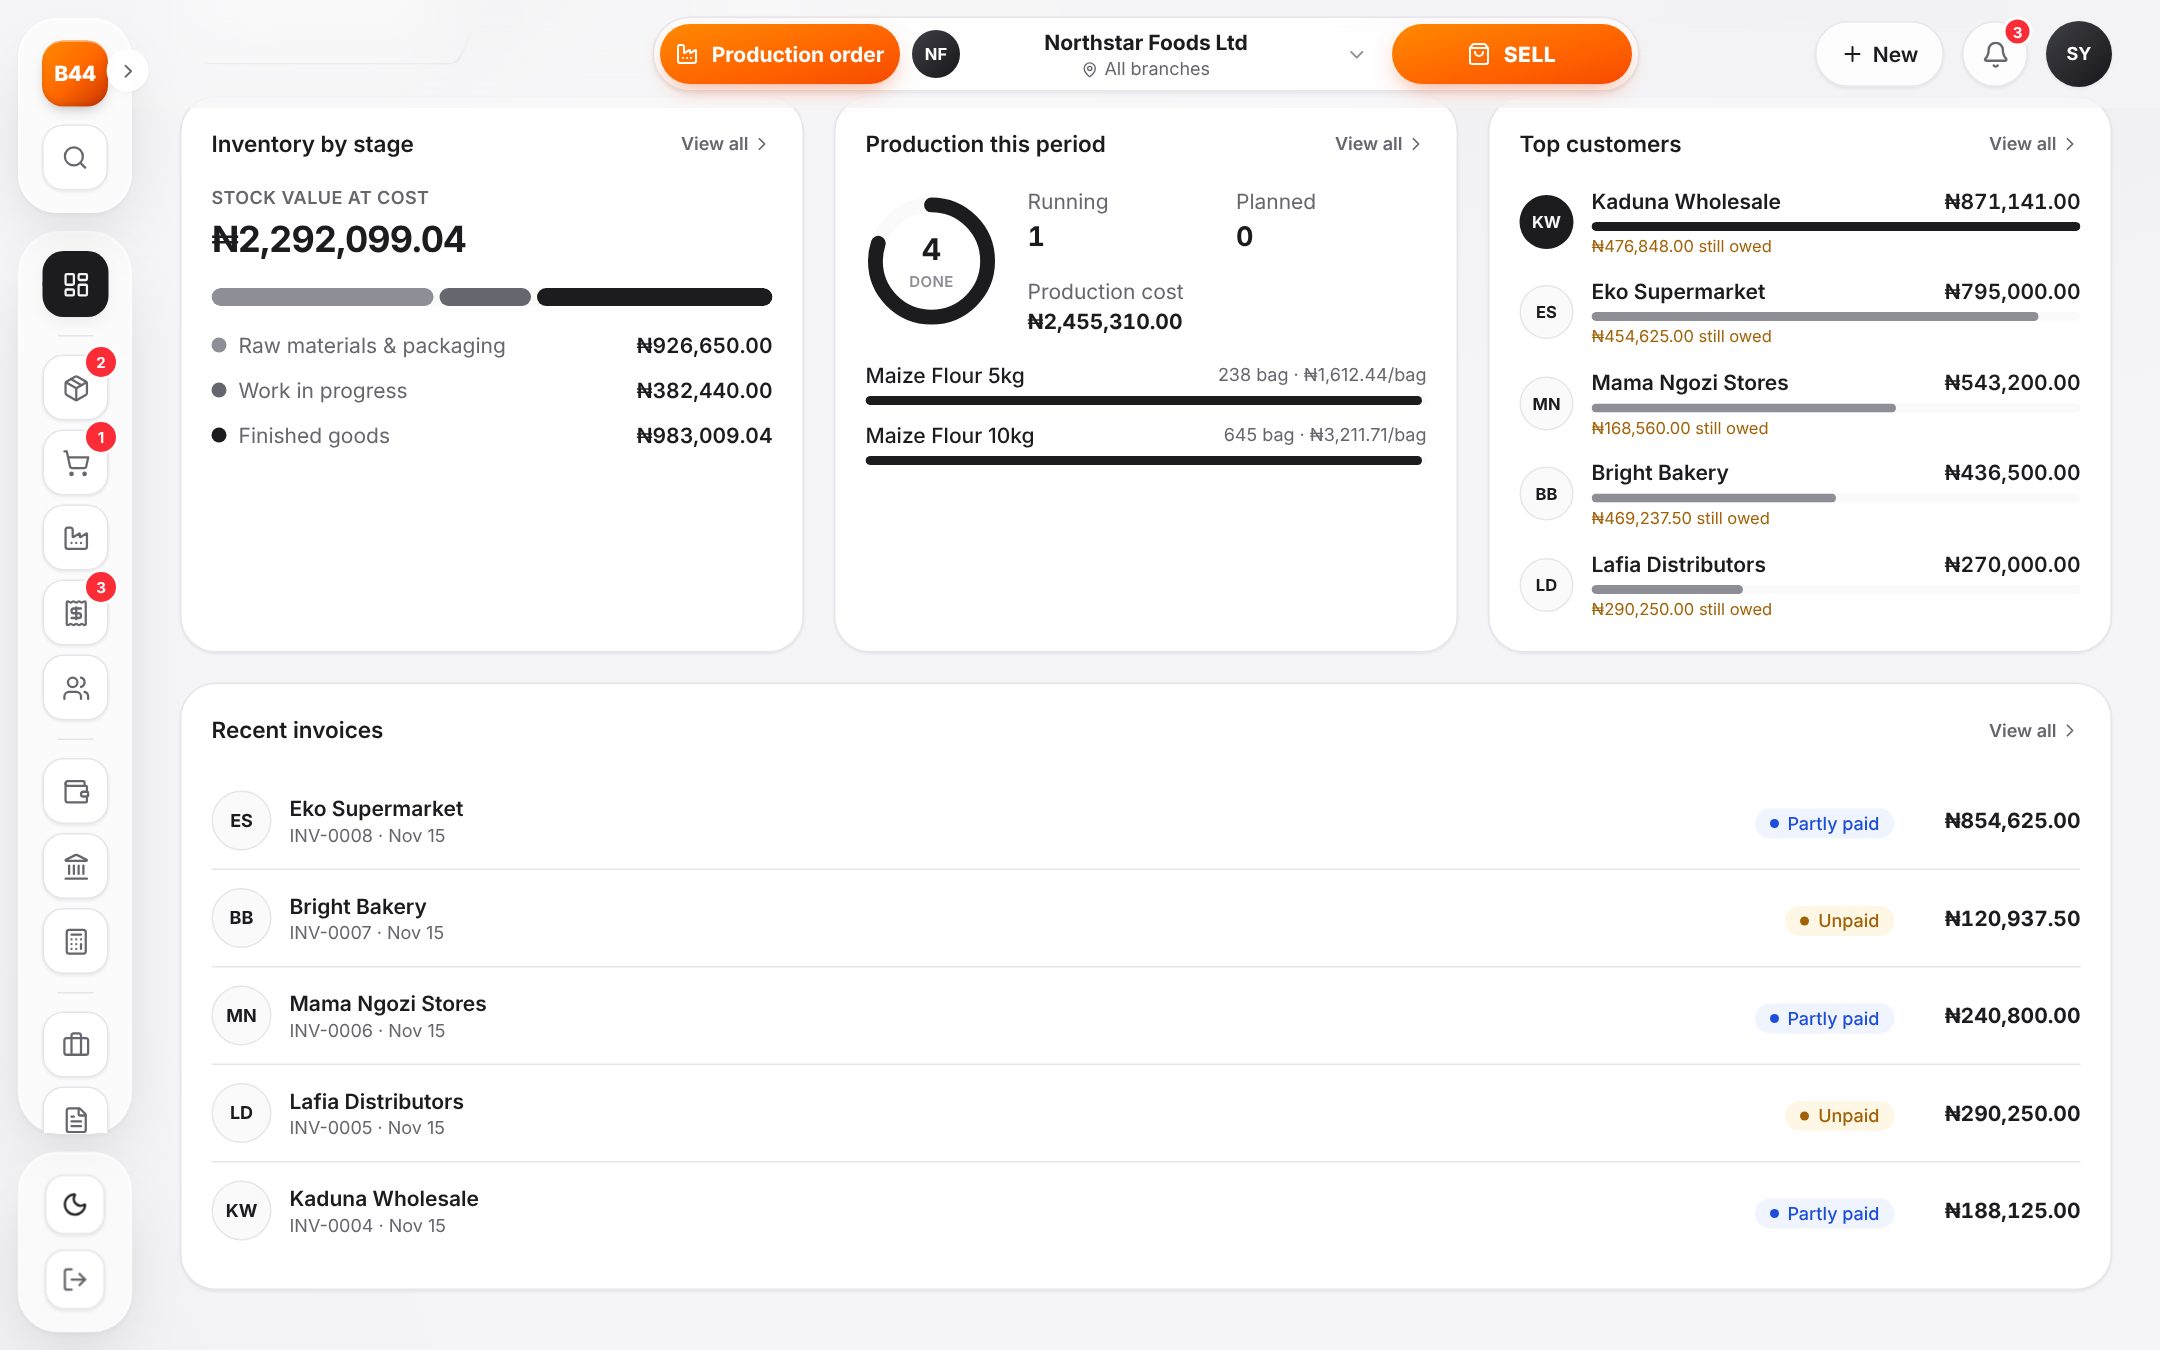 B44
2
1
3
Production order
NF
Northstar Foods Ltd
All branches
SELL
New
3
SY
Inventory by stage
View all
STOCK VALUE AT COST
₦2,292,099.04
Raw materials & packaging ₦926,650.00
Work in progress ₦382,440.00
Finished goods ₦983,009.04
Production this period
View all
4
DONE
Running
1
Planned
0
Production cost
₦2,455,310.00
Maize Flour 5kg 238 bag · ₦1,612.44/bag
Maize Flour 10kg 645 bag · ₦3,211.71/bag
Top customers
View all
KW
Kaduna Wholesale ₦871,141.00
₦476,848.00 still owed
ES
Eko Supermarket ₦795,000.00
₦454,625.00 still owed
MN
Mama Ngozi Stores ₦543,200.00
₦168,560.00 still owed
BB
Bright Bakery ₦436,500.00
₦469,237.50 still owed
LD
Lafia Distributors ₦270,000.00
₦290,250.00 still owed
Recent invoices
View all
ES
Eko Supermarket
INV-0008 · Nov 15
Partly paid
₦854,625.00
BB
Bright Bakery
INV-0007 · Nov 15
Unpaid
₦120,937.50
MN
Mama Ngozi Stores
INV-0006 · Nov 15
Partly paid
₦240,800.00
LD
Lafia Distributors
INV-0005 · Nov 15
Unpaid
₦290,250.00
KW
Kaduna Wholesale
INV-0004 · Nov 15
Partly paid
₦188,125.00